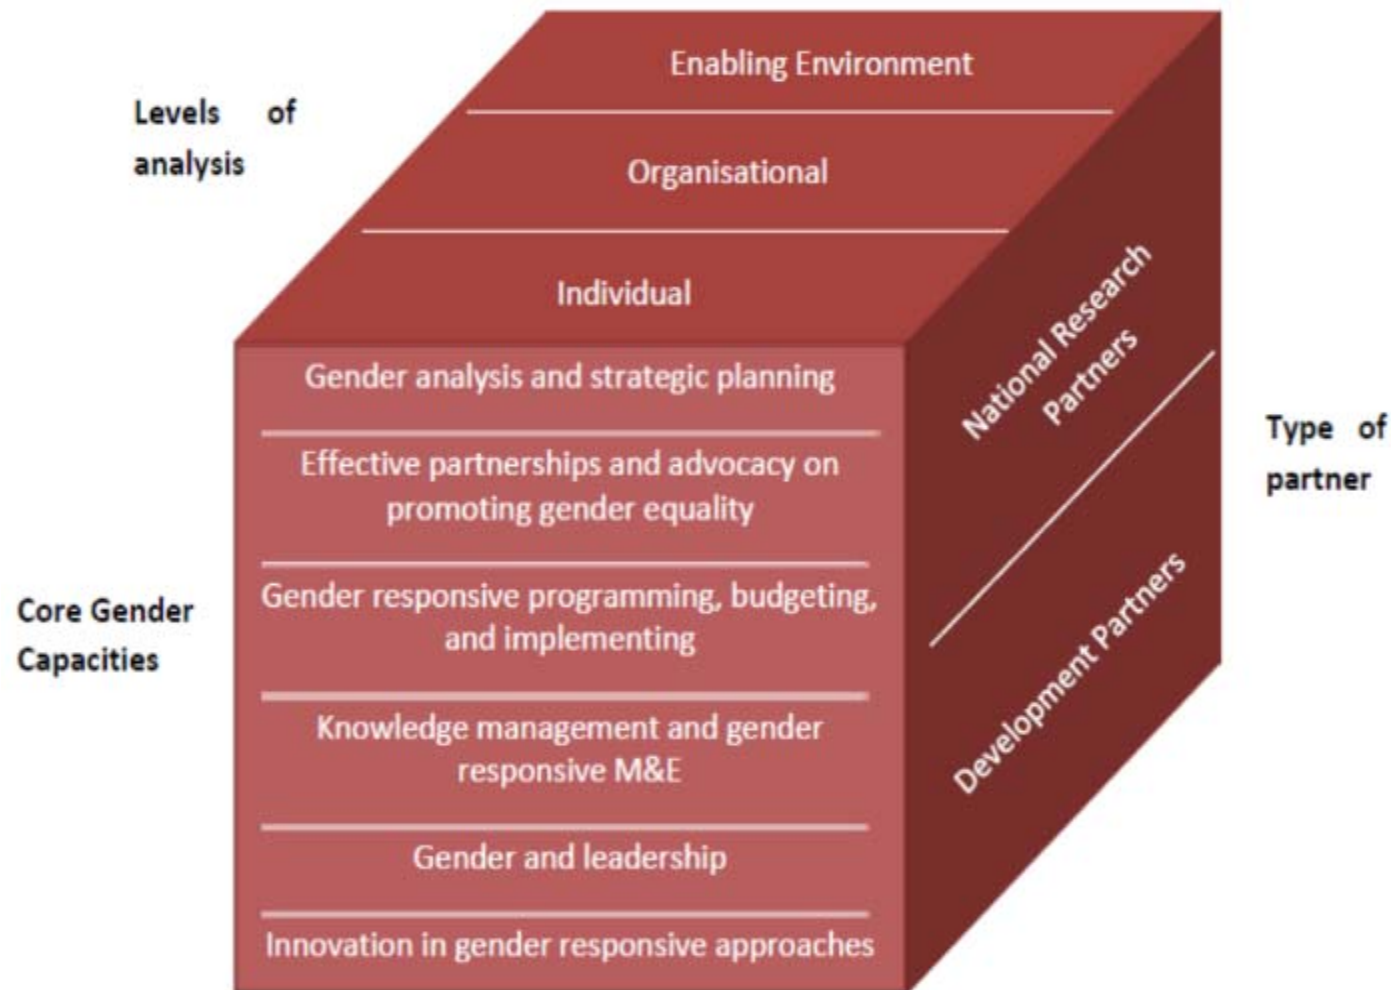 Enabling Environment
Levels of
analysis
Organisational
Individual
Gender analysis and strategic planning
Effective partnerships and advocacy on
promoting gender equality
Gender responsive programming, budgeting,
and implementing
Knowledge management and gender
responsive M&E
Gender and leadership
Innovation in gender responsive approaches
Core Gender
Capacities
National Research
Partners
Development Partners
Type of
partner